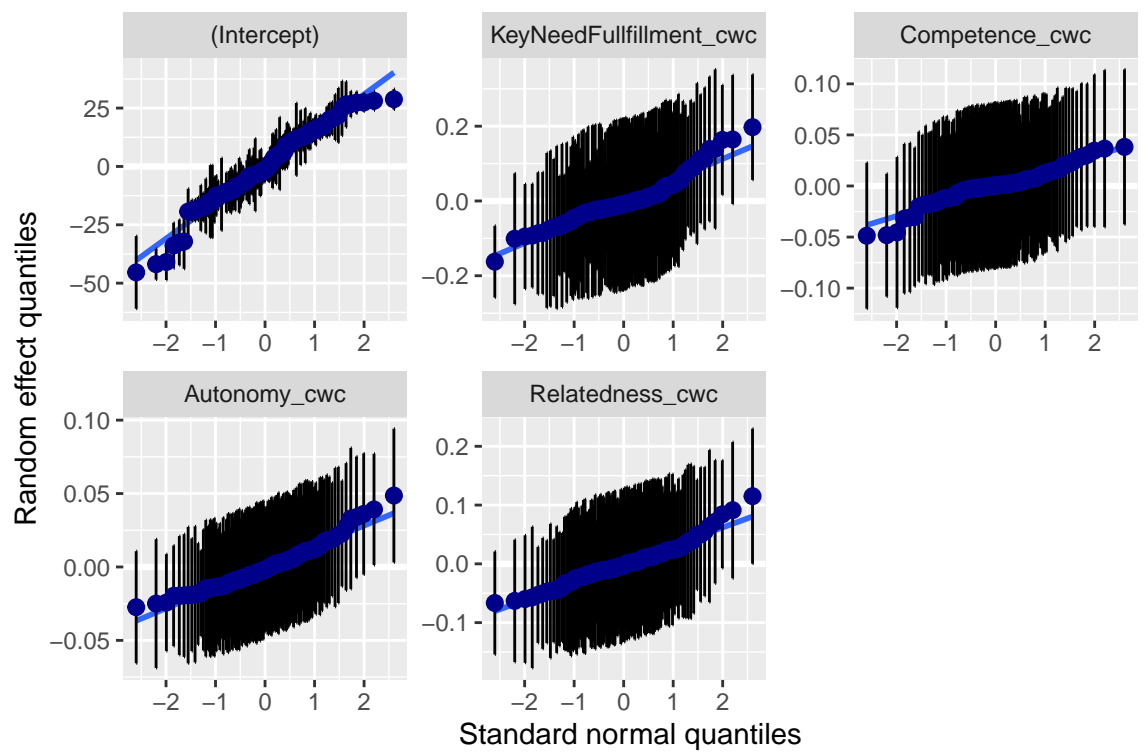 (Intercept)
KeyNeedFullfillment_cwc
Competence_cwc
25
0
−25
−50
0.2
0.0
−0.2
0.10
0.05
0.00
−0.05
−0.10
−2 −1 0 1 2
−2 −1 0 1 2
−2 −1 0 1 2
Autonomy_cwc
Relatedness_cwc
0.10
0.05
0.00
−0.05
0.2
0.1
0.0
−0.1
−2 −1 0 1 2
−2 −1 0 1 2
Random effect quantiles
Standard normal quantiles